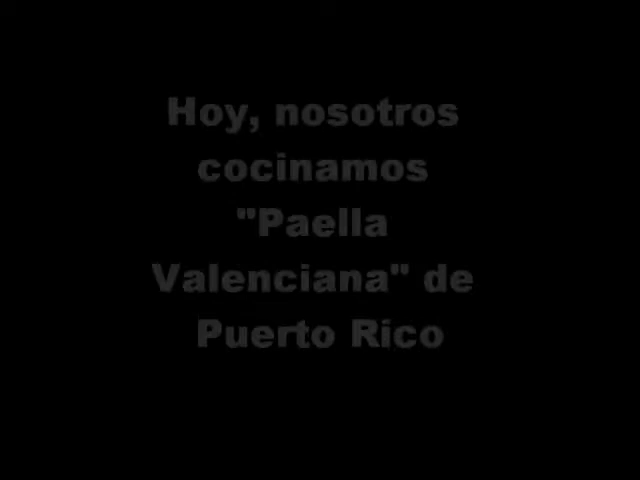 Hoy, nosotros
cocinamos
"Paella
Valenciana" de
Puerto Rico